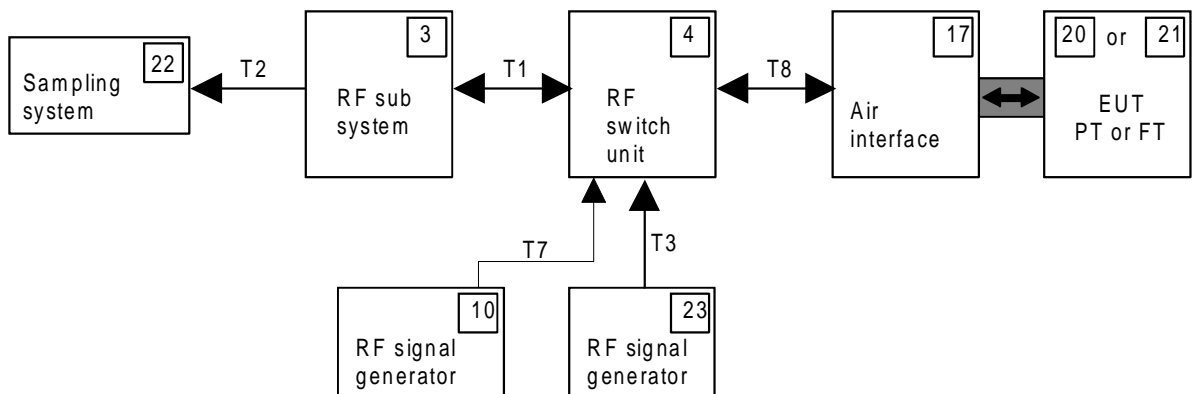 22
Sampling
system
T2
3
RF sub
system
T1
4
RF
switch
unit
T8
17
Air
interface
20 or 21
EUT
PT or FT
T7
T3
10
RF signal
generator
23
RF signal
generator